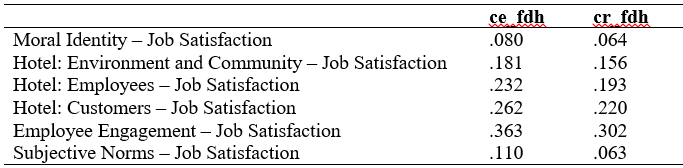 ce_fdh cr_fdh
Moral Identity – Job Satisfaction .080 .064
Hotel: Environment and Community – Job Satisfaction .181 .156
Hotel: Employees – Job Satisfaction .232 .193
Hotel: Customers – Job Satisfaction .262 .220
Employee Engagement – Job Satisfaction .363 .302
Subjective Norms – Job Satisfaction .110 .063